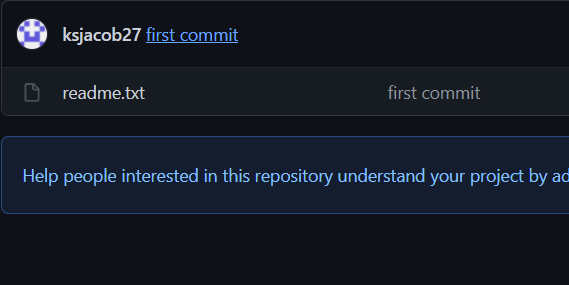 ksjacob27 first commit
readme.txt first commit
Help people interested in this repository understand your project by ad